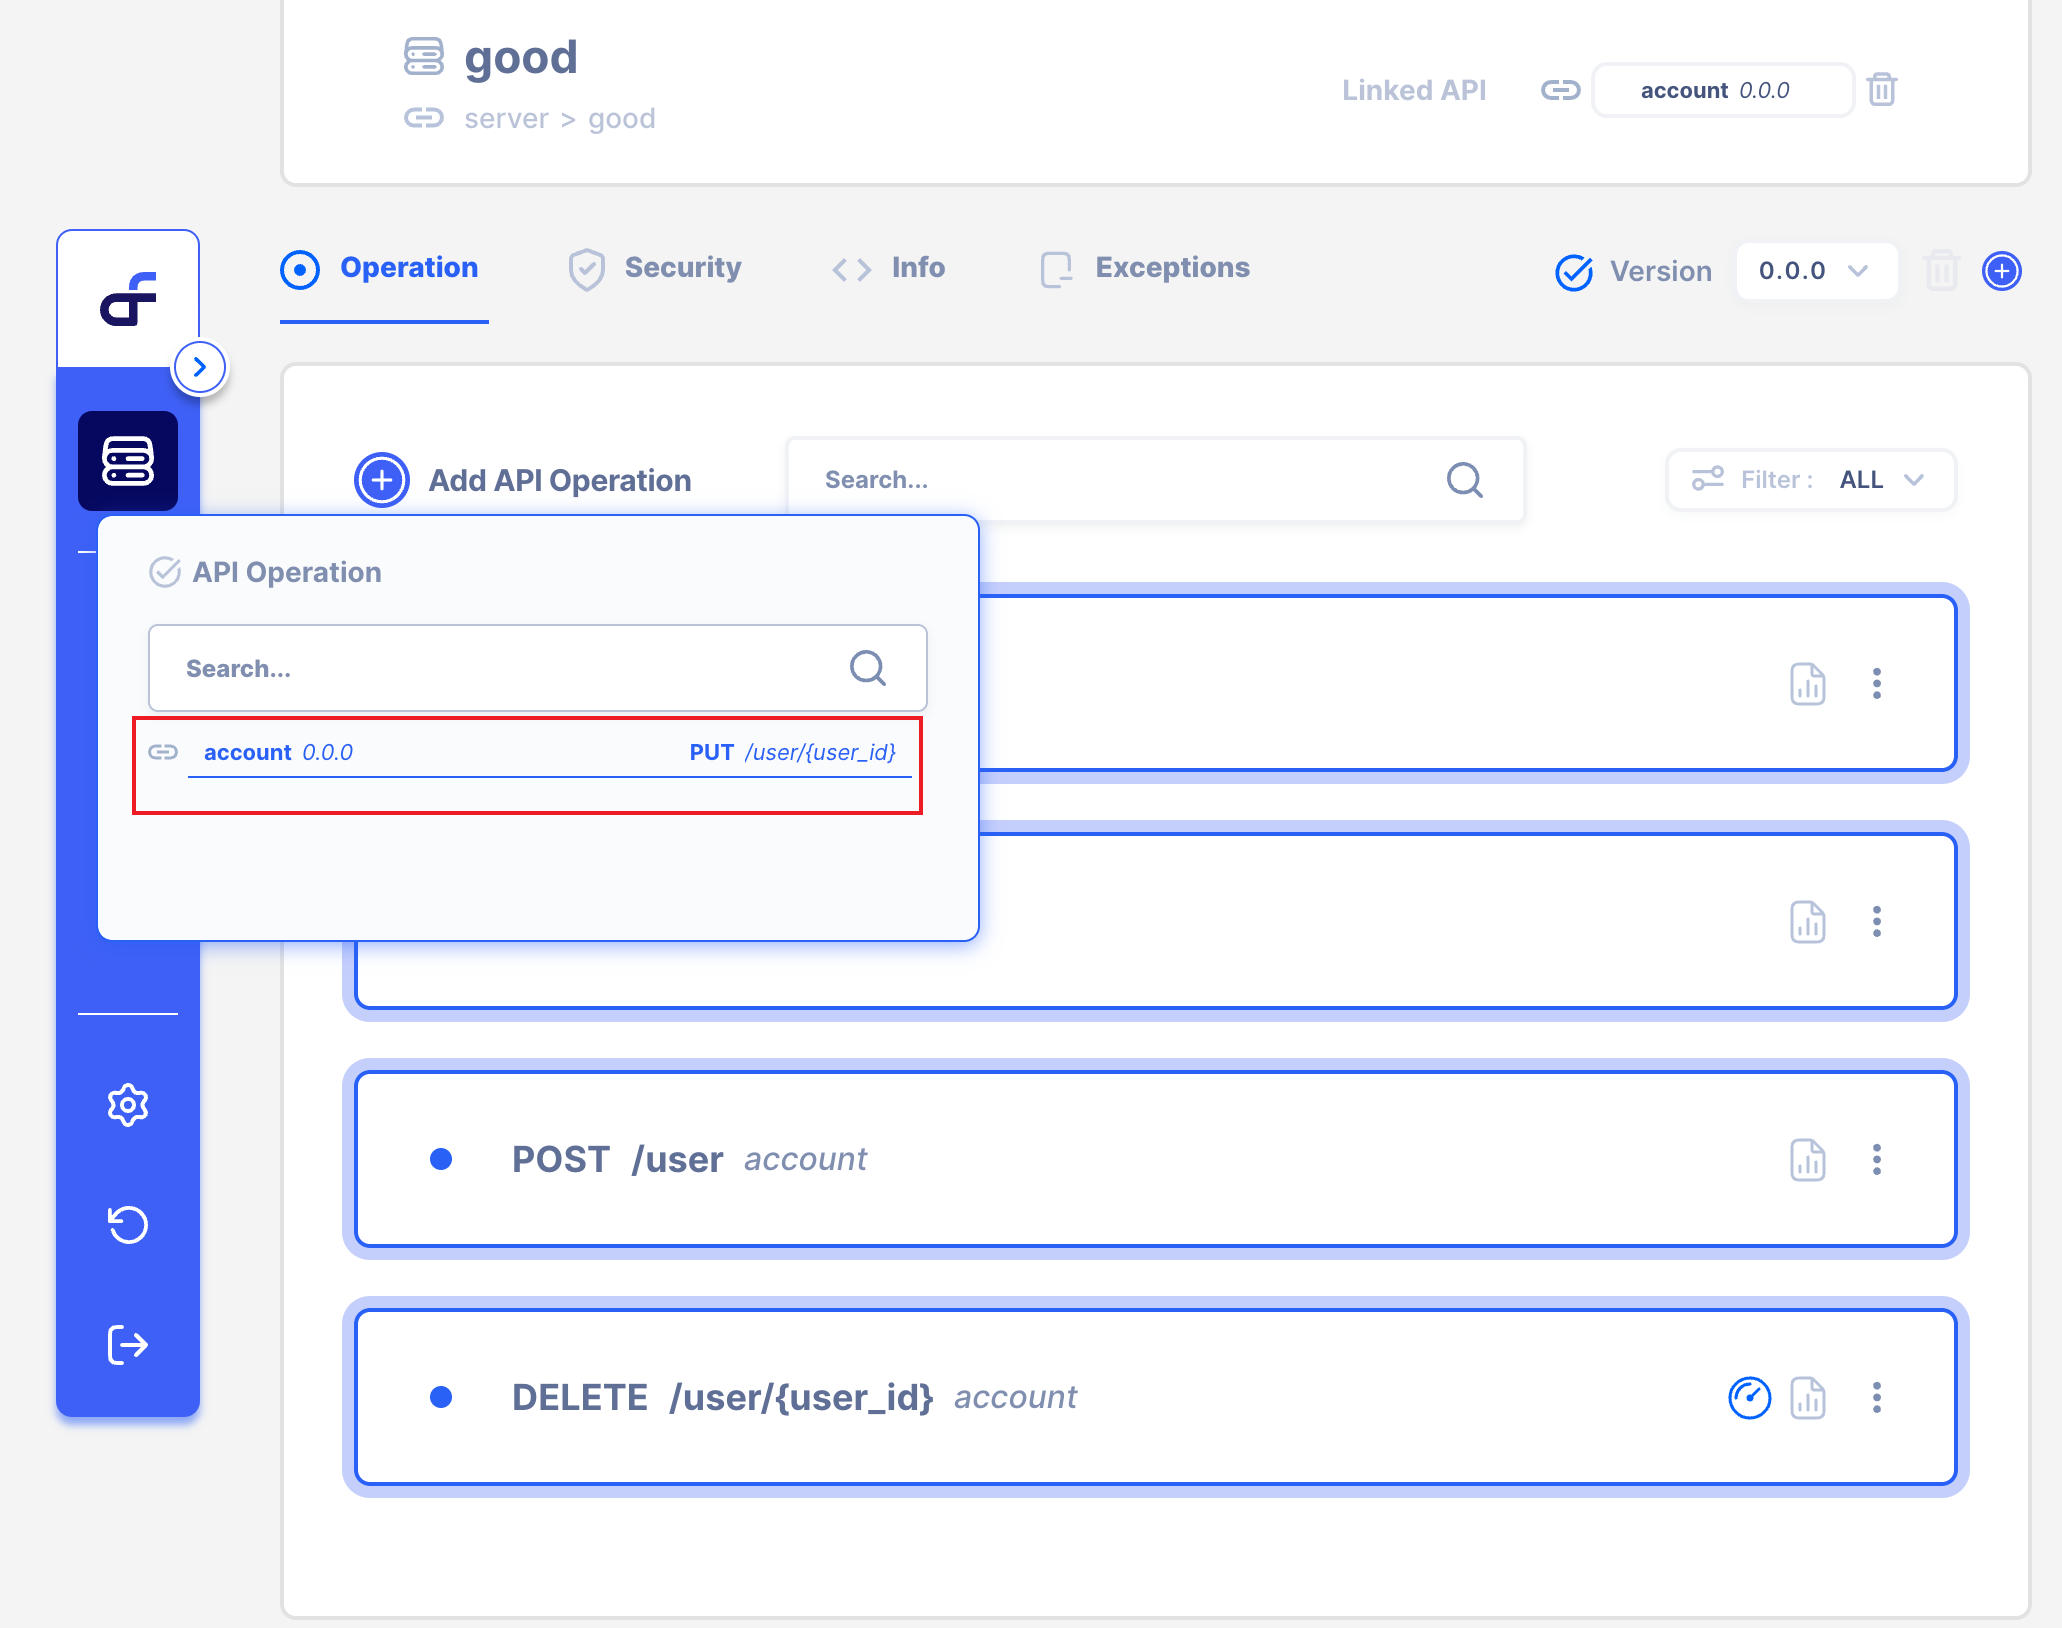 good
server > good
Linked API
account 0.0.0
Operation
Security
Info
Exceptions
Version
0.0.0
Add API Operation
Search...
Filter :
ALL
API Operation
Search...
account 0.0.0
PUT /user/{user_id}
POST /user account
DELETE /user/{user_id} account